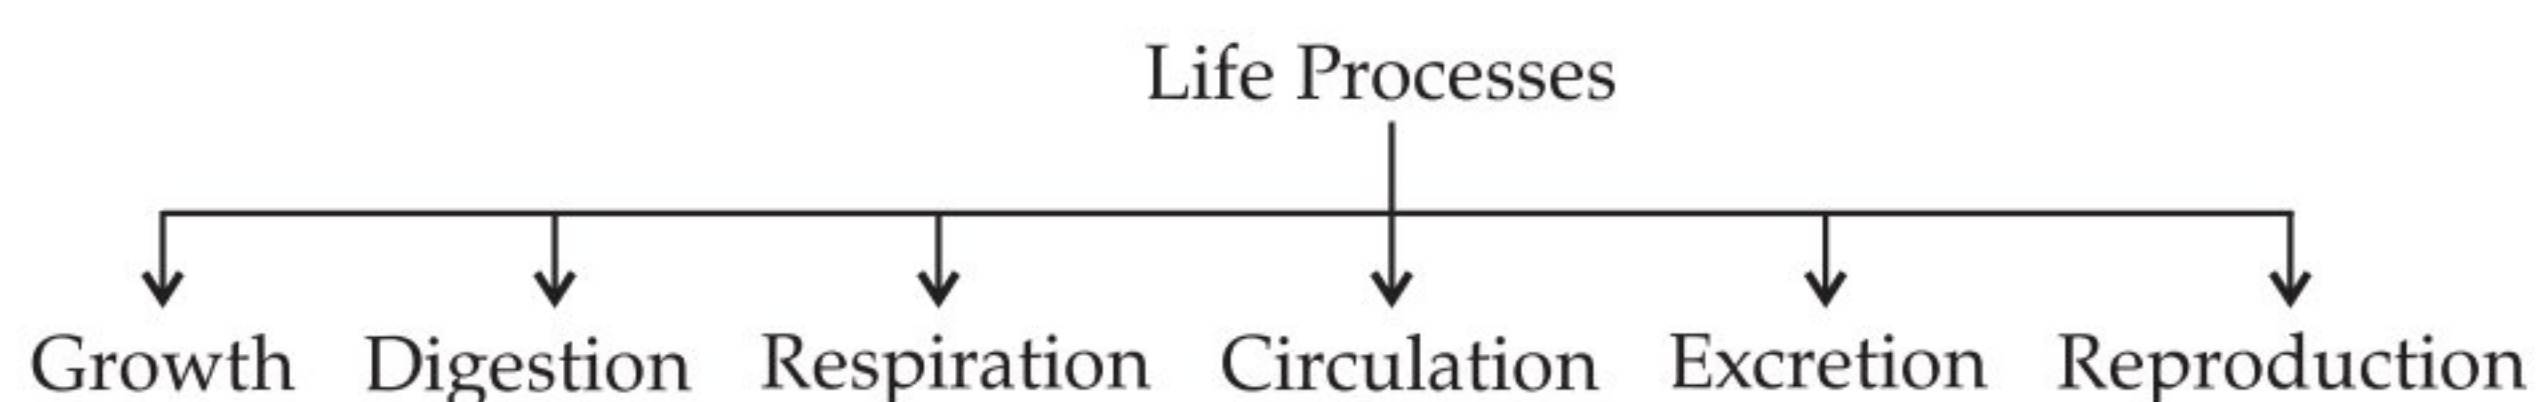 Life Processes
Growth Digestion Respiration Circulation Excretion Reproduction